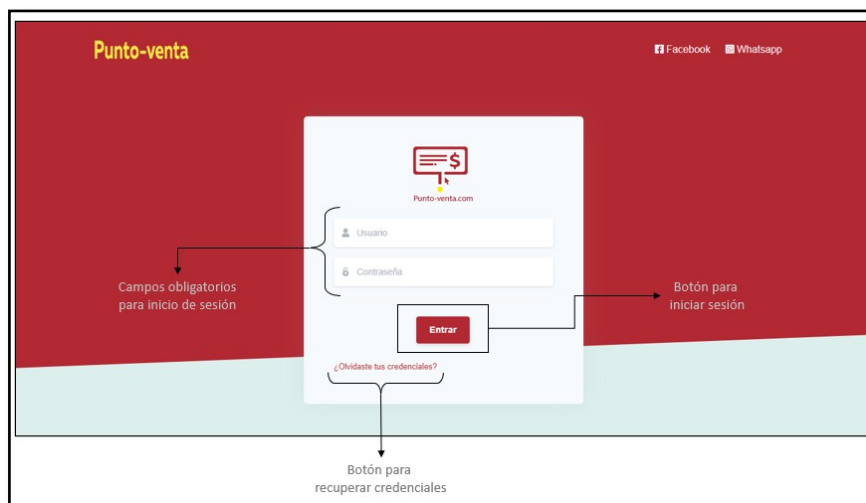 Punto-venta
Facebook Whatsapp
$
Punto-venta.com
Usuario
Contraseña
Campos obligatorios
para inicio de sesión
Botón para
iniciar sesión
Entrar
¿Olvidaste tus credenciales?
Botón para
recuperar credenciales